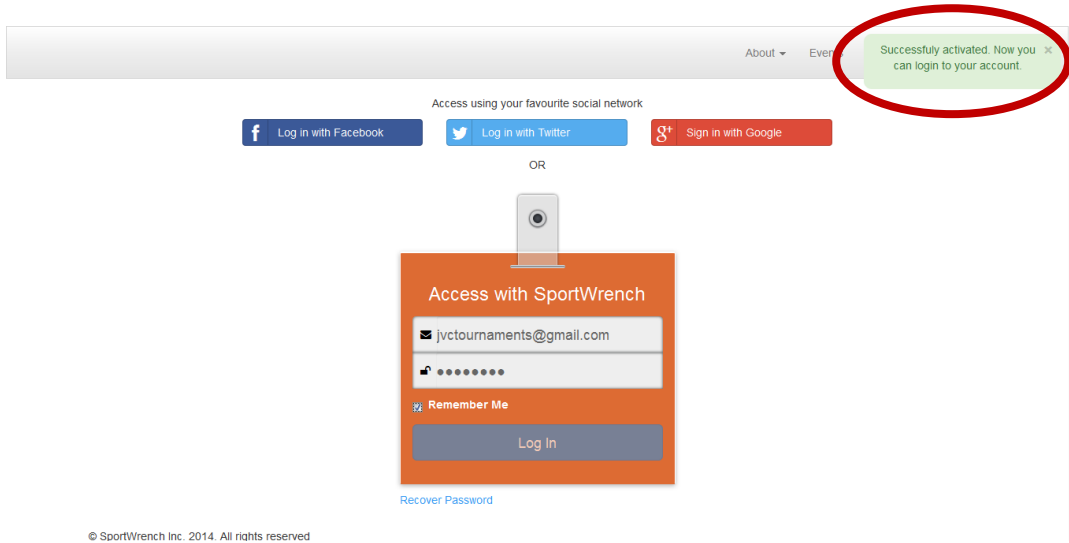 About
Successfuly activated. Now you ×
can login to your account.
Access using your favourite social network
f Log in with Facebook
Log in with Twitter
g+ Sign in with Google
OR
Access with SportWrench
jvctournaments@gmail.com
●●●●●●●●
Remember Me
Log In
Recover Password
© SportWrench Inc. 2014. All rights reserved